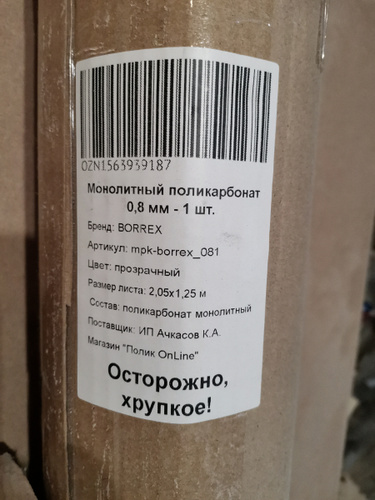 OZN1563939187
Монолитный поликарбонат
0,8 мм - 1 шт.
Бренд: BORREX
Артикул: mpk-borrex_081
Цвет: прозрачный
Размер листа: 2,05х1,25 м
Состав: поликарбонат монолитный
Поставщик: ИП Ачкасов К.А.
Магазин "Полик OnLine"
Осторожно,
хрупкое!